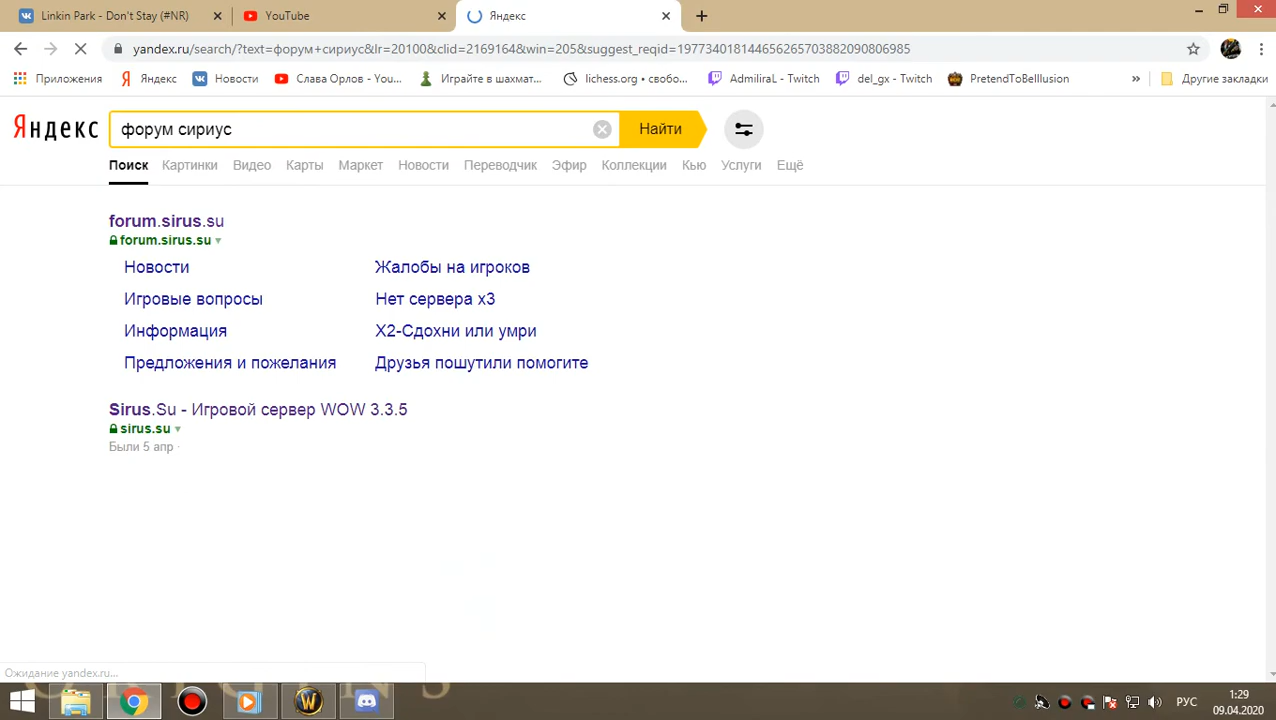 Linkin Park - Don't Stay (#NR)
YouTube
Яндекс
yandex.ru/search/?text=форум+сириус&lr=20100&clid=2169164&win=205&suggest_reqid=197734018144656265703882090806985
Приложения
Яндекс
Новости
Слава Орлов - You...
Играйте в шахмат...
lichess.org • свобо...
AdmiralL - Twitch
del_gx - Twitch
PretendToBeIllusion
»
Другие закладки
Яндекс
форум сириус
Найти
Поиск Картинки Видео Карты Маркет Новости Переводчик Эфир Коллекции Кью Услуги Ещё
forum.sirus.su
forum.sirus.su
Новости Жалобы на игроков
Игровые вопросы Нет сервера x3
Информация X2-Сдохни или умри
Предложения и пожелания Друзья пошутили помогите
Sirus.Su - Игровой сервер WOW 3.3.5
sirus.su
Были 5 апр ·
Ожидание yandex.ru...
РУС
1:29
09.04.2020